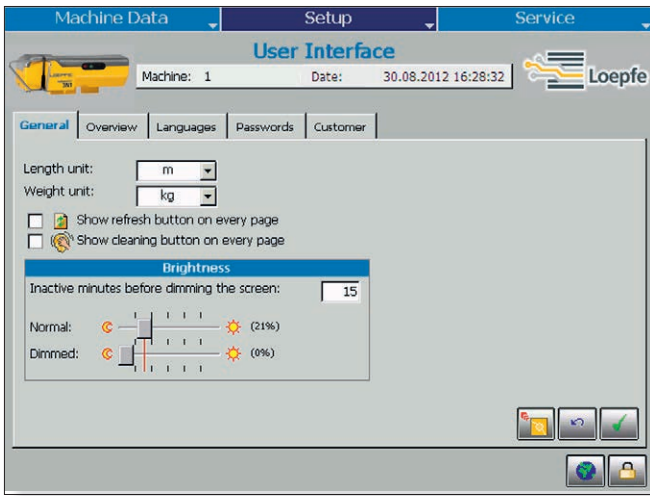 Machine Data Setup Service
User Interface
Machine: 1 Date: 30.08.2012 16:28:32
Loepfe
General Overview Languages Passwords Customer
Length unit: m
Weight unit: kg
Show refresh button on every page
Show cleaning button on every page
Brightness
Inactive minutes before dimming the screen: 15
Normal: (21%)
Dimmed: (0%)